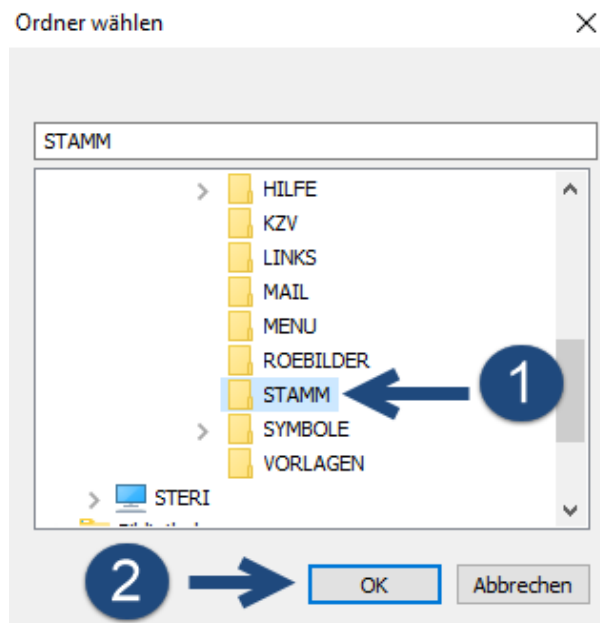 Ordner wählen
STAMM
HILFE
KZV
LINKS
MAIL
MENU
ROEBILDER
STAMM
1
SYMBOLE
VORLAGEN
STERI
2
OK
Abbrechen